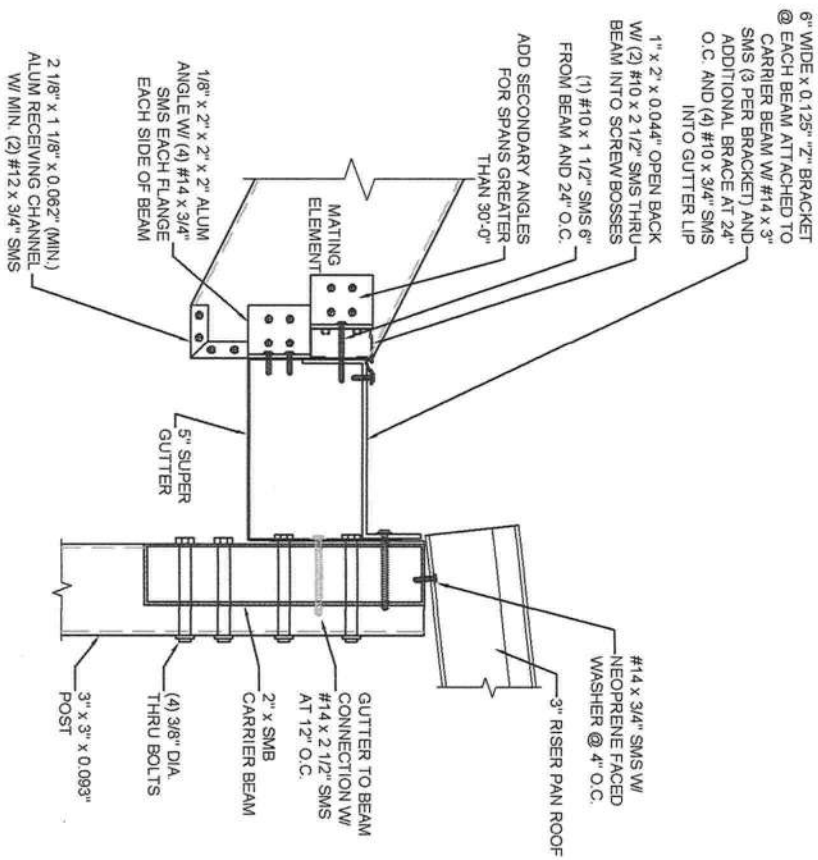 6" WIDE x 0.125" "Z" BRACKET
@ EACH BEAM ATTACHED TO
CARRIER BEAM W/ #14 x 3"
SMS (3 PER BRACKET) AND
ADDITIONAL BRACE AT 24"
O.C. AND (4) #10 x 3/4" SMS
INTO GUTTER LIP
1" x 2" x 0.044" OPEN BACK
W/ (2) #10 x 2 1/2" SMS THRU
BEAM INTO SCREW BOSSES
(1) #10 x 1 1/2" SMS 6"
FROM BEAM AND 24" O.C.
ADD SECONDARY ANGLES
FOR SPANS GREATER
THAN 30'-0"
MATING
ELEMENT
1/8" x 2" x 2" x 2" ALUM
ANGLE W/ (4) #14 x 3/4"
SMS EACH FLANGE
EACH SIDE OF BEAM
2 1/8" x 1 1/8" x 0.062" (MIN.)
ALUM RECEIVING CHANNEL
W/ MIN. (2) #12 x 3/4" SMS
5" SUPER
GUTTER
#14 x 3/4" SMS W/
NEOPRENE FACED
WASHER @ 4" O.C.
3" RISER PAN ROOF
GUTTER TO BEAM
CONNECTION W/
#14 x 2 1/2" SMS
AT 12" O.C.
2" x SMB
CARRIER BEAM
(4) 3/8" DIA.
THRU BOLTS
3" x 3" x 0.093"
POST